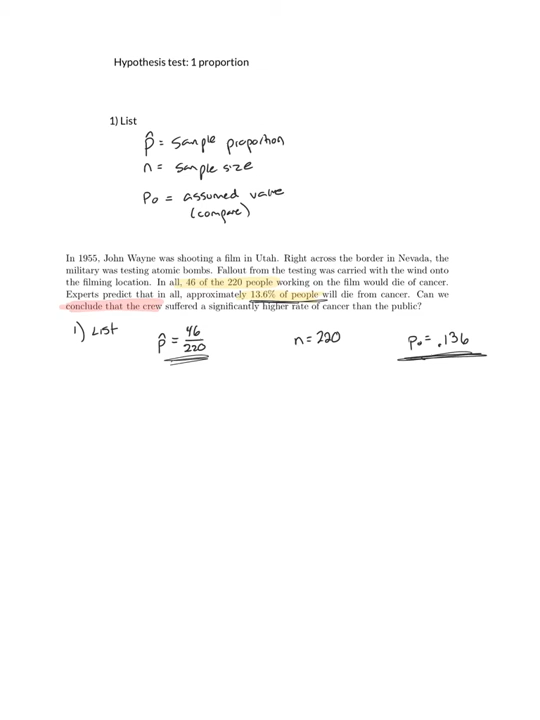 Hypothesis test: 1 proportion
1) List
p̂ = sample proportion
n = sample size
P₀ = assumed value
(compare)
In 1955, John Wayne was shooting a film in Utah. Right across the border in Nevada, the
military was testing atomic bombs. Fallout from the testing was carried with the wind onto
the filming location. In all, 46 of the 220 people working on the film would die of cancer.
Experts predict that in all, approximately 13.6% of people will die from cancer. Can we
conclude that the crew suffered a significantly higher rate of cancer than the public?
1) LIST p̂ = 46/220 n = 220 P₀ = .136